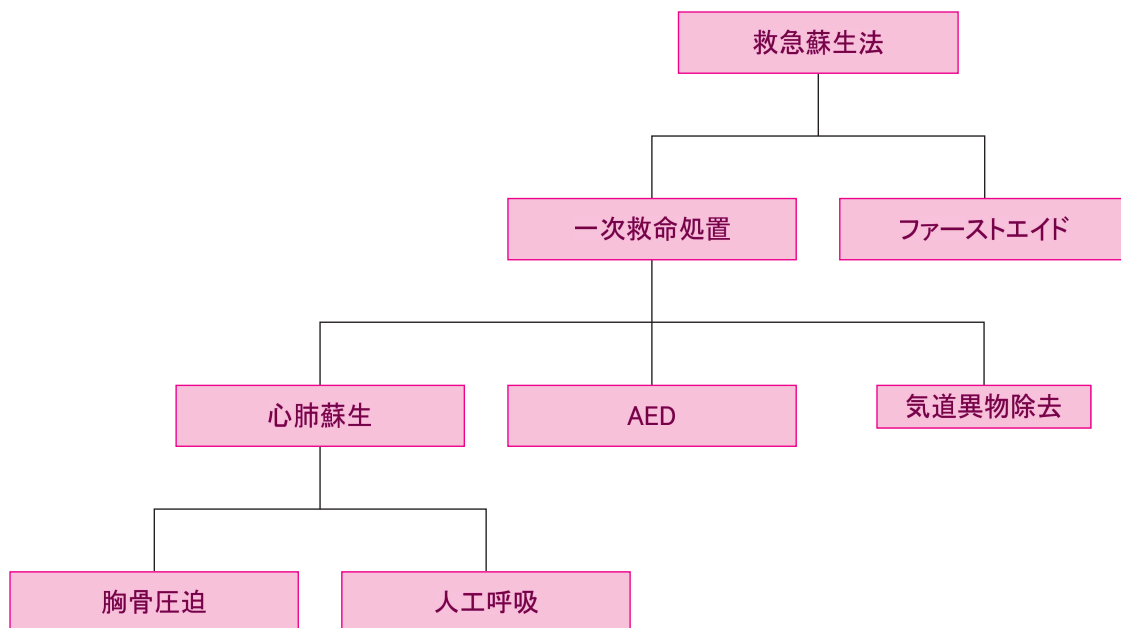 救急蘇生法
一次救命処置
ファーストエイド
心肺蘇生
AED
気道異物除去
胸骨圧迫
人工呼吸